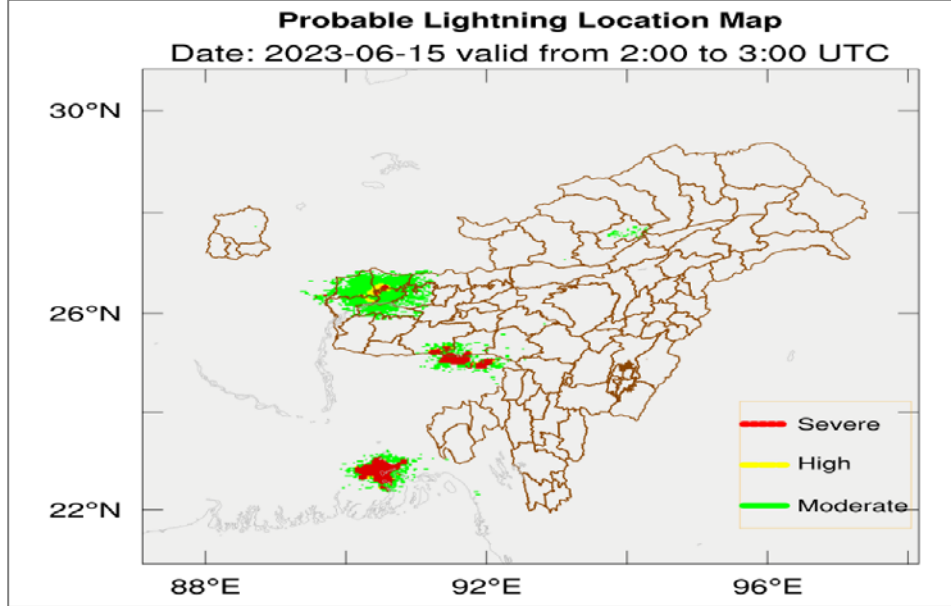 Probable Lightning Location Map
Date: 2023-06-15 valid from 2:00 to 3:00 UTC
30°N
26°N
22°N
Severe
High
Moderate
88°E
92°E
96°E